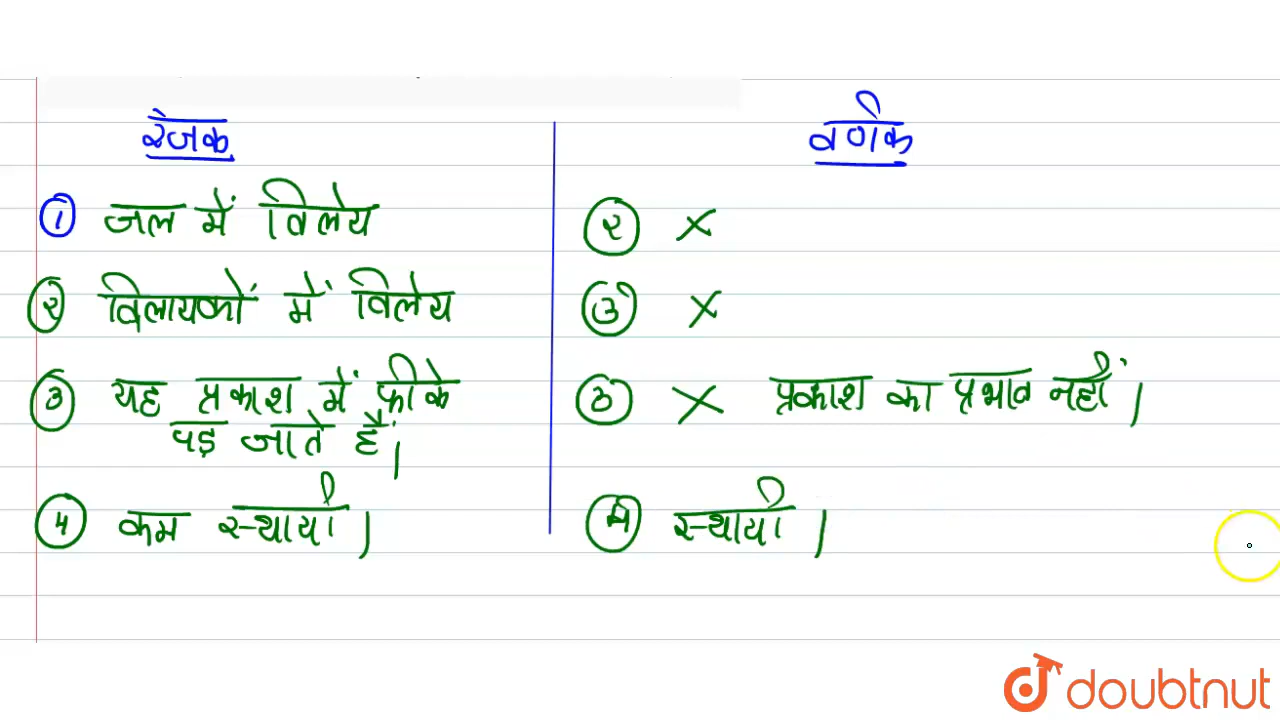 रंजक
वर्णक
① जल में विलेय
② ×
② विलायकों में विलेय
③ ×
③ यह प्रकाश में फीके
पड़ जाते हैं।
③ × प्रकाश का प्रभाव नहीं।
④ कम स्थायी।
④ स्थायी।
doubtnut